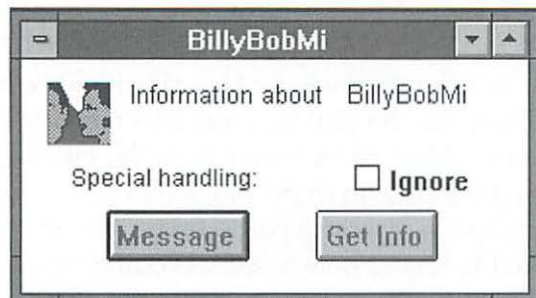 BillyBobMi
Information about BillyBobMi
Special handling: Ignore
Message Get Info